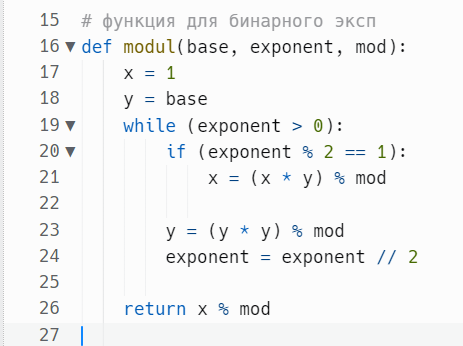 15 # функция для бинарного эксп
16 def modul(base, exponent, mod):
17     x = 1
18     y = base
19     while (exponent > 0):
20         if (exponent % 2 == 1):
21             x = (x * y) % mod
22
23         y = (y * y) % mod
24         exponent = exponent // 2
25
26     return x % mod
27